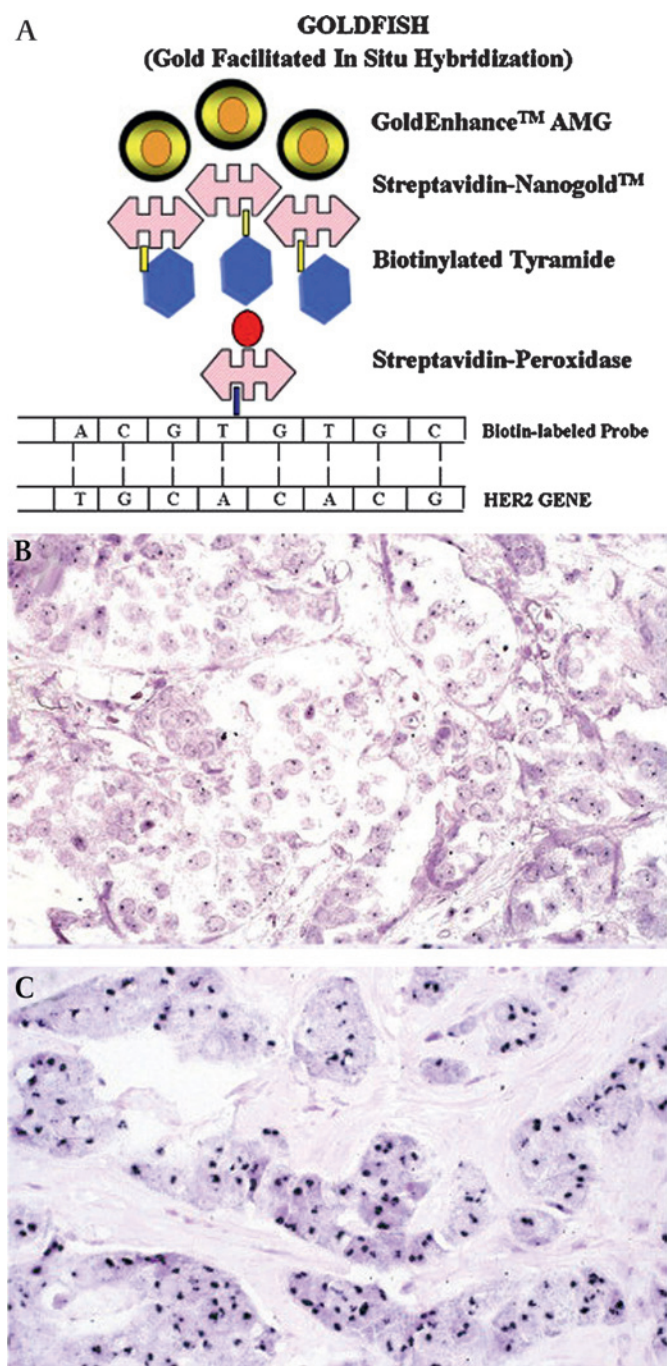 A
GOLDFISH
(Gold Facilitated In Situ Hybridization)
GoldEnhance™ AMG
Streptavidin-Nanogold™
Biotinylated Tyramide
Streptavidin-Peroxidase
A C G T G T G C Biotin-labeled Probe
T G C A C A C G HER2 GENE
B
C